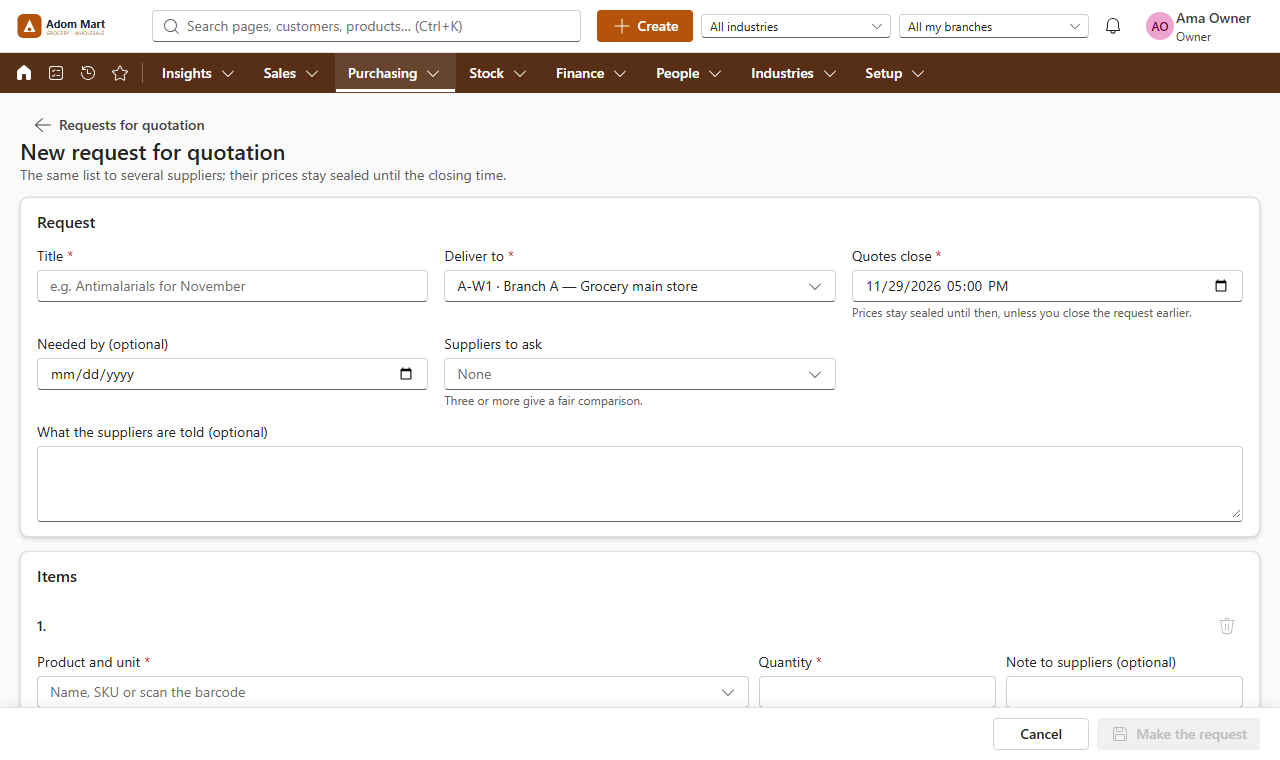 Adom Mart
GROCERY · WHOLESALE
Search pages, customers, products... (Ctrl+K)
Create
All industries
All my branches
AO
Ama Owner
Owner
Insights
Sales
Purchasing
Stock
Finance
People
Industries
Setup
Requests for quotation
New request for quotation
The same list to several suppliers; their prices stay sealed until the closing time.
Request
Title *
Deliver to *
Quotes close *
e.g. Antimalarials for November
A-W1 · Branch A — Grocery main store
11/29/2026 05:00 PM
Prices stay sealed until then, unless you close the request earlier.
Needed by (optional)
Suppliers to ask
mm/dd/yyyy
None
Three or more give a fair comparison.
What the suppliers are told (optional)
Items
1.
Product and unit *
Quantity *
Note to suppliers (optional)
Name, SKU or scan the barcode
Cancel
Make the request